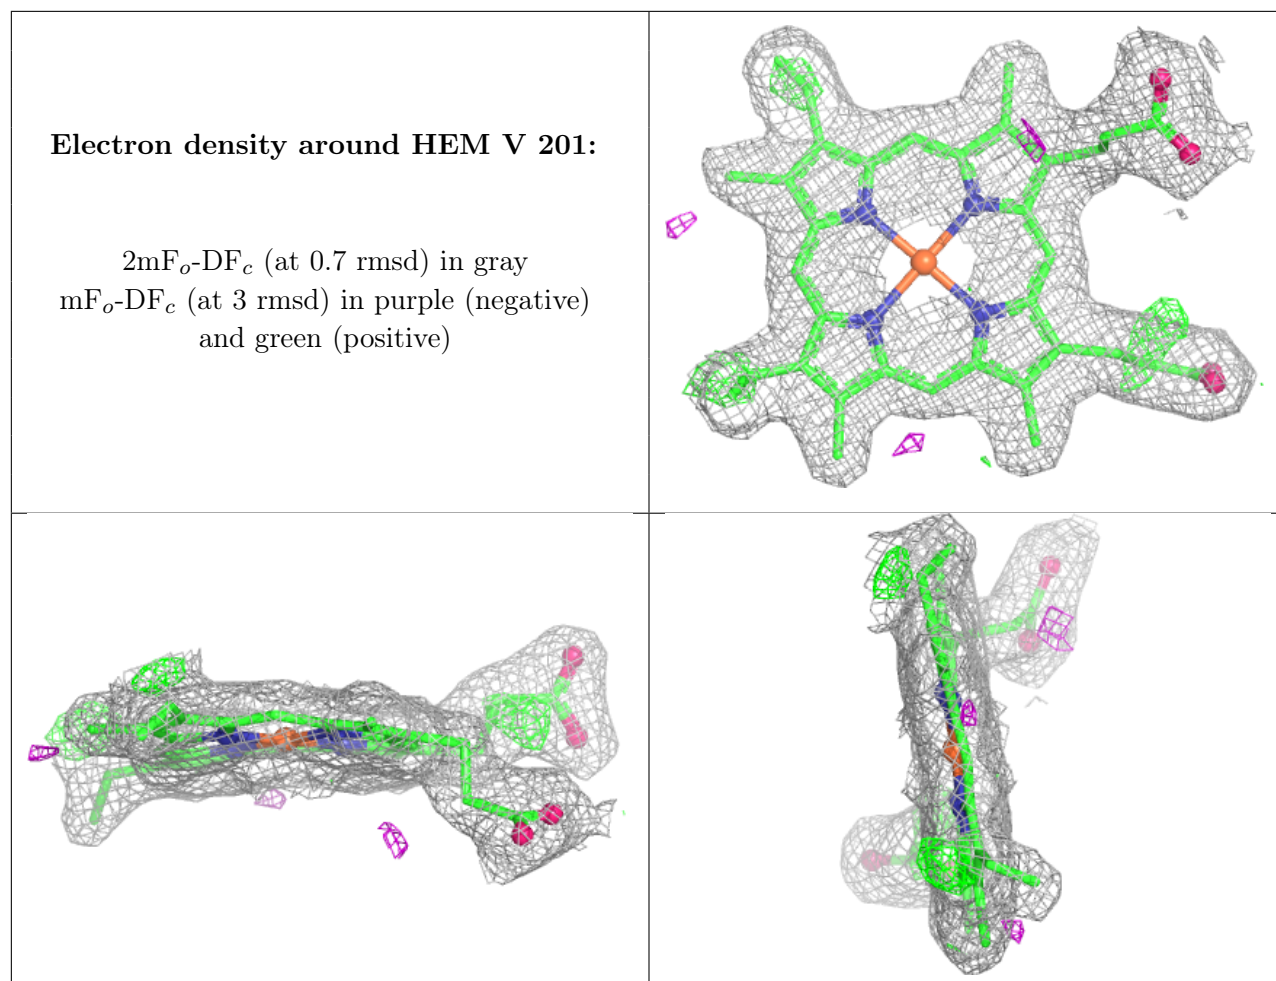 Electron density around HEM V 201:
2mFₒ-DF𝒸 (at 0.7 rmsd) in gray
mFₒ-DF𝒸 (at 3 rmsd) in purple (negative)
and green (positive)